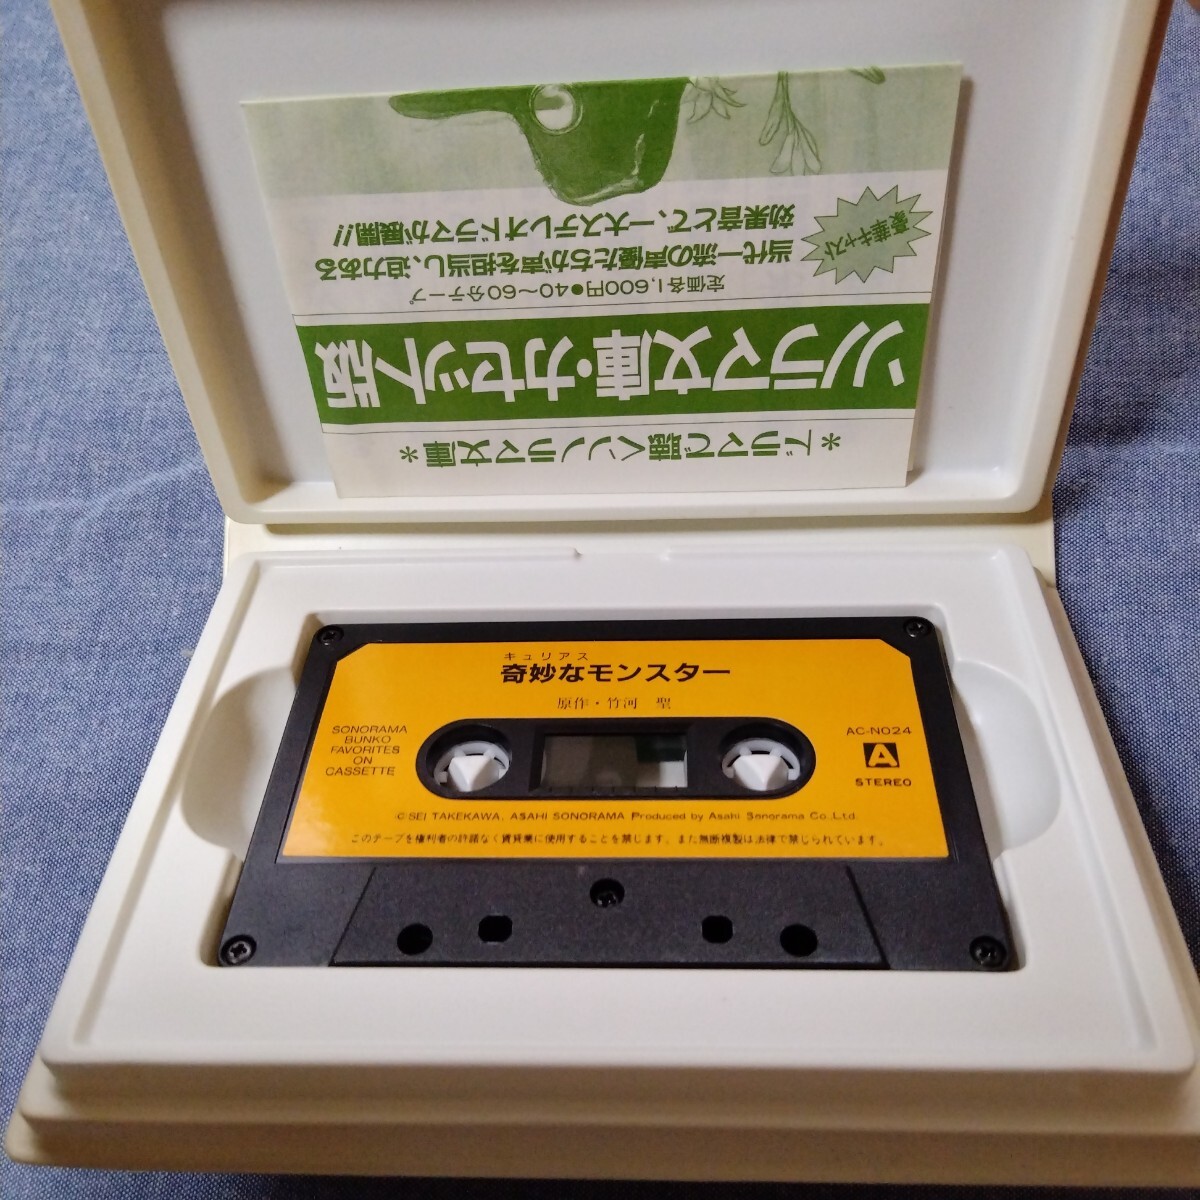 *ドラマで聴くソノラマ文庫*
ソノラマ文庫・カセット版
定価各1,600円●40〜60分テープ
当代一流の声優たちが声を担当し、迫力ある
効果音とで、一大ステレオドラマが展開!!
豪華キャスト
キュリアス
奇妙なモンスター
原作・竹河 聖
SONORAMA
BUNKO
FAVORITES
ON
CASSETTE
AC-NO24
A
STEREO
©SEI TAKEKAWA, ASAHI SONORAMA Produced by Asahi Sonorama Co.,Ltd.
このテープを権利者の許諾なく賃貸業に使用することを禁じます。また無断複製は法律で禁じられています。